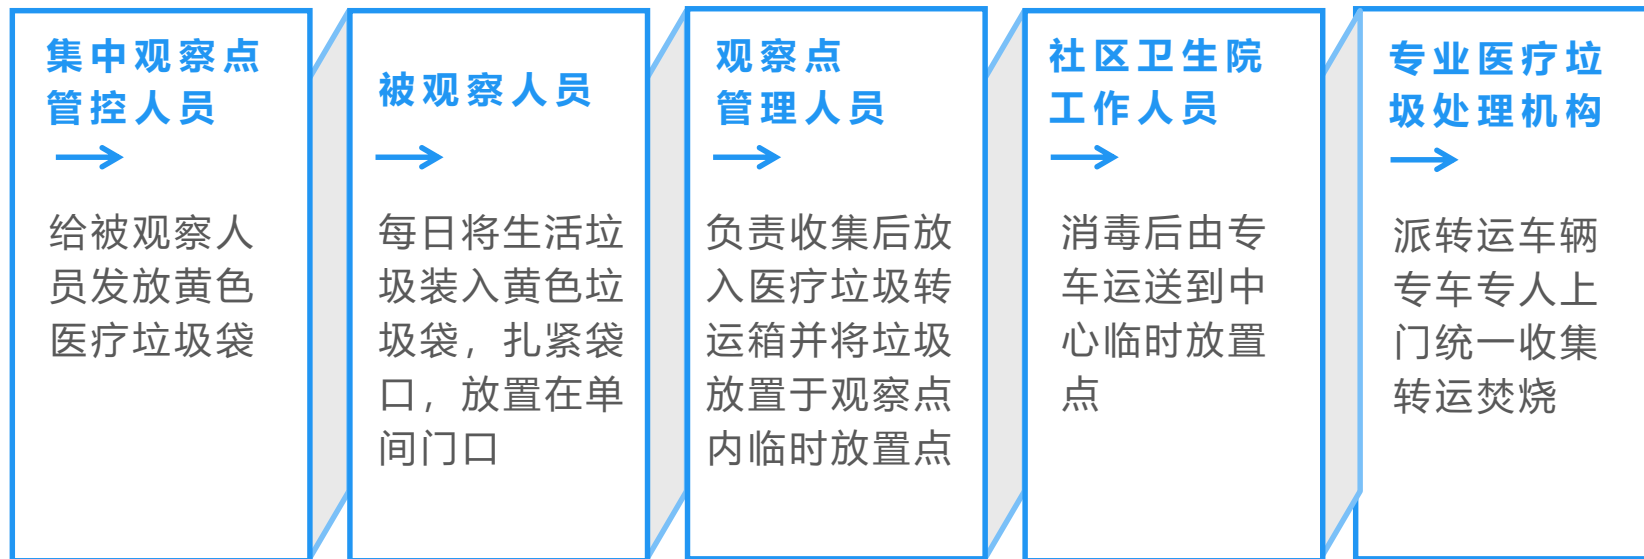 集中观察点
管控人员
给被观察人
员发放黄色
医疗垃圾袋
被观察人员
每日将生活垃
圾装入黄色垃
圾袋，扎紧袋
口，放置在单
间门口
观察点
管理人员
负责收集后放
入医疗垃圾转
运箱并将垃圾
放置于观察点
内临时放置点
社区卫生院
工作人员
消毒后由专
车运送到中
心临时放置
点
专业医疗垃
圾处理机构
派转运车辆
专车专人上
门统一收集
转运焚烧